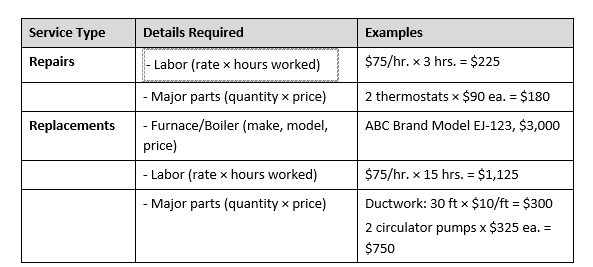 Service Type Details Required Examples
Repairs - Labor (rate × hours worked) $75/hr. × 3 hrs. = $225
- Major parts (quantity × price) 2 thermostats × $90 ea. = $180
Replacements - Furnace/Boiler (make, model, ABC Brand Model EJ-123, $3,000
price)
- Labor (rate × hours worked) $75/hr. × 15 hrs. = $1,125
- Major parts (quantity × price) Ductwork: 30 ft × $10/ft = $300
2 circulator pumps x $325 ea. =
$750